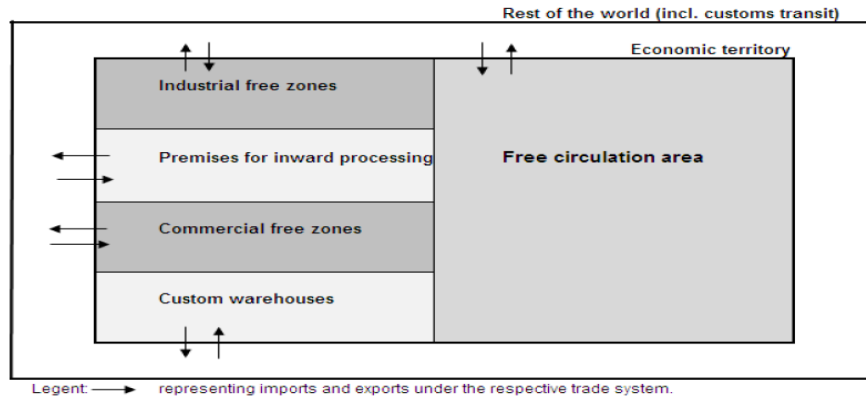 Rest of the world (incl. customs transit)
Economic territory
Industrial free zones
Premises for inward processing
Free circulation area
Commercial free zones
Custom warehouses
Legent: representing imports and exports under the respective trade system.